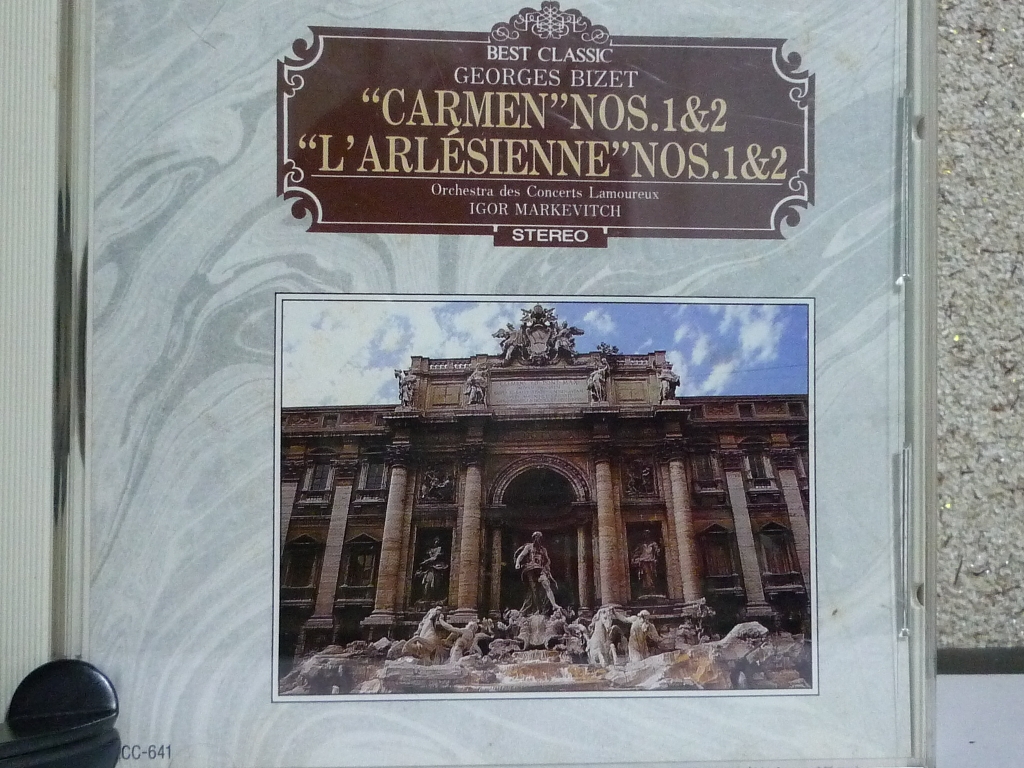 BEST CLASSIC
GEORGES BIZET
“CARMEN”NOS.1&2
“L'ARLÉSIENNE”NOS.1&2
Orchestra des Concerts Lamoureux
IGOR MARKEVITCH
STEREO
CC-641